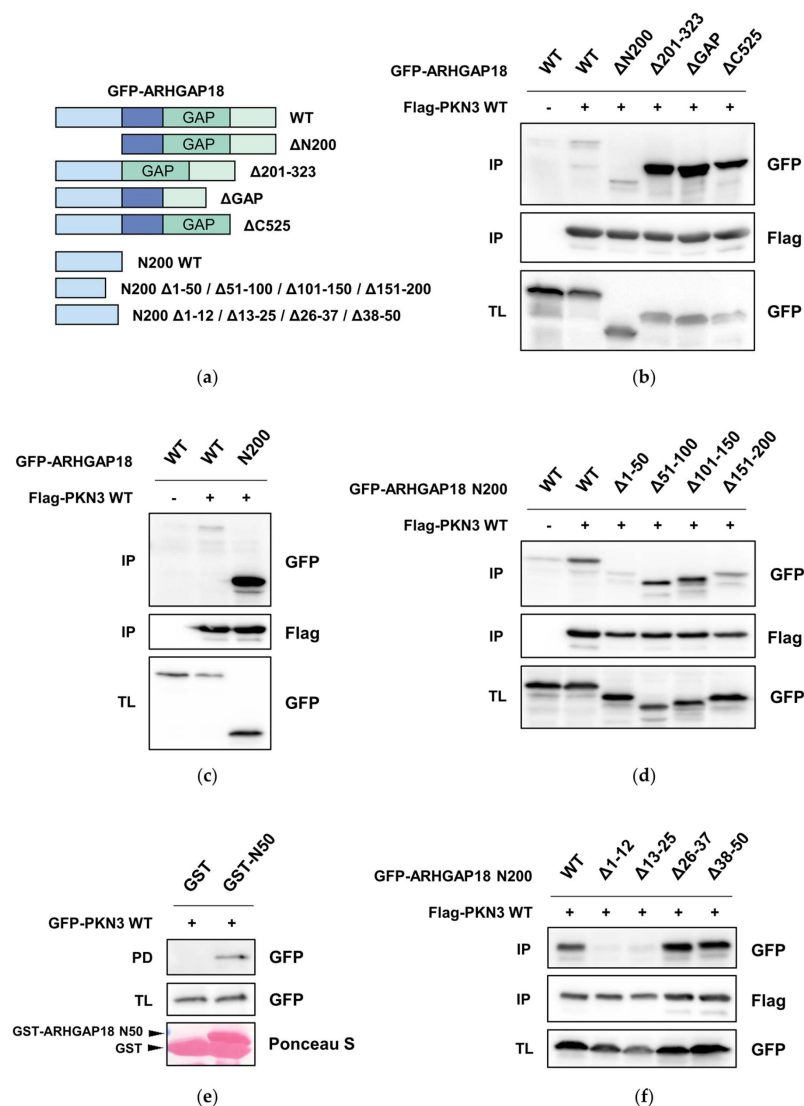 GFP-ARHGAP18
GAP WT
GAP ΔN200
GAP Δ201-323
ΔGAP
GAP ΔC525
N200 WT
N200 Δ1-50 / Δ51-100 / Δ101-150 / Δ151-200
N200 Δ1-12 / Δ13-25 / Δ26-37 / Δ38-50
(a)
GFP-ARHGAP18 WT WT ΔN200 Δ201-323 ΔGAP ΔC525
Flag-PKN3 WT - + + + + +
IP GFP
IP Flag
TL GFP
(b)
GFP-ARHGAP18 WT WT N200
Flag-PKN3 WT - + +
IP GFP
IP Flag
TL GFP
(c)
GFP-ARHGAP18 N200 WT WT Δ1-50 Δ51-100 Δ101-150 Δ151-200
Flag-PKN3 WT - + + + + +
IP GFP
IP Flag
TL GFP
(d)
GST GST-N50
GFP-PKN3 WT + +
PD GFP
TL GFP
GST-ARHGAP18 N50
GST
Ponceau S
(e)
GFP-ARHGAP18 N200 WT Δ1-12 Δ13-25 Δ26-37 Δ38-50
Flag-PKN3 WT + + + + +
IP GFP
IP Flag
TL GFP
(f)